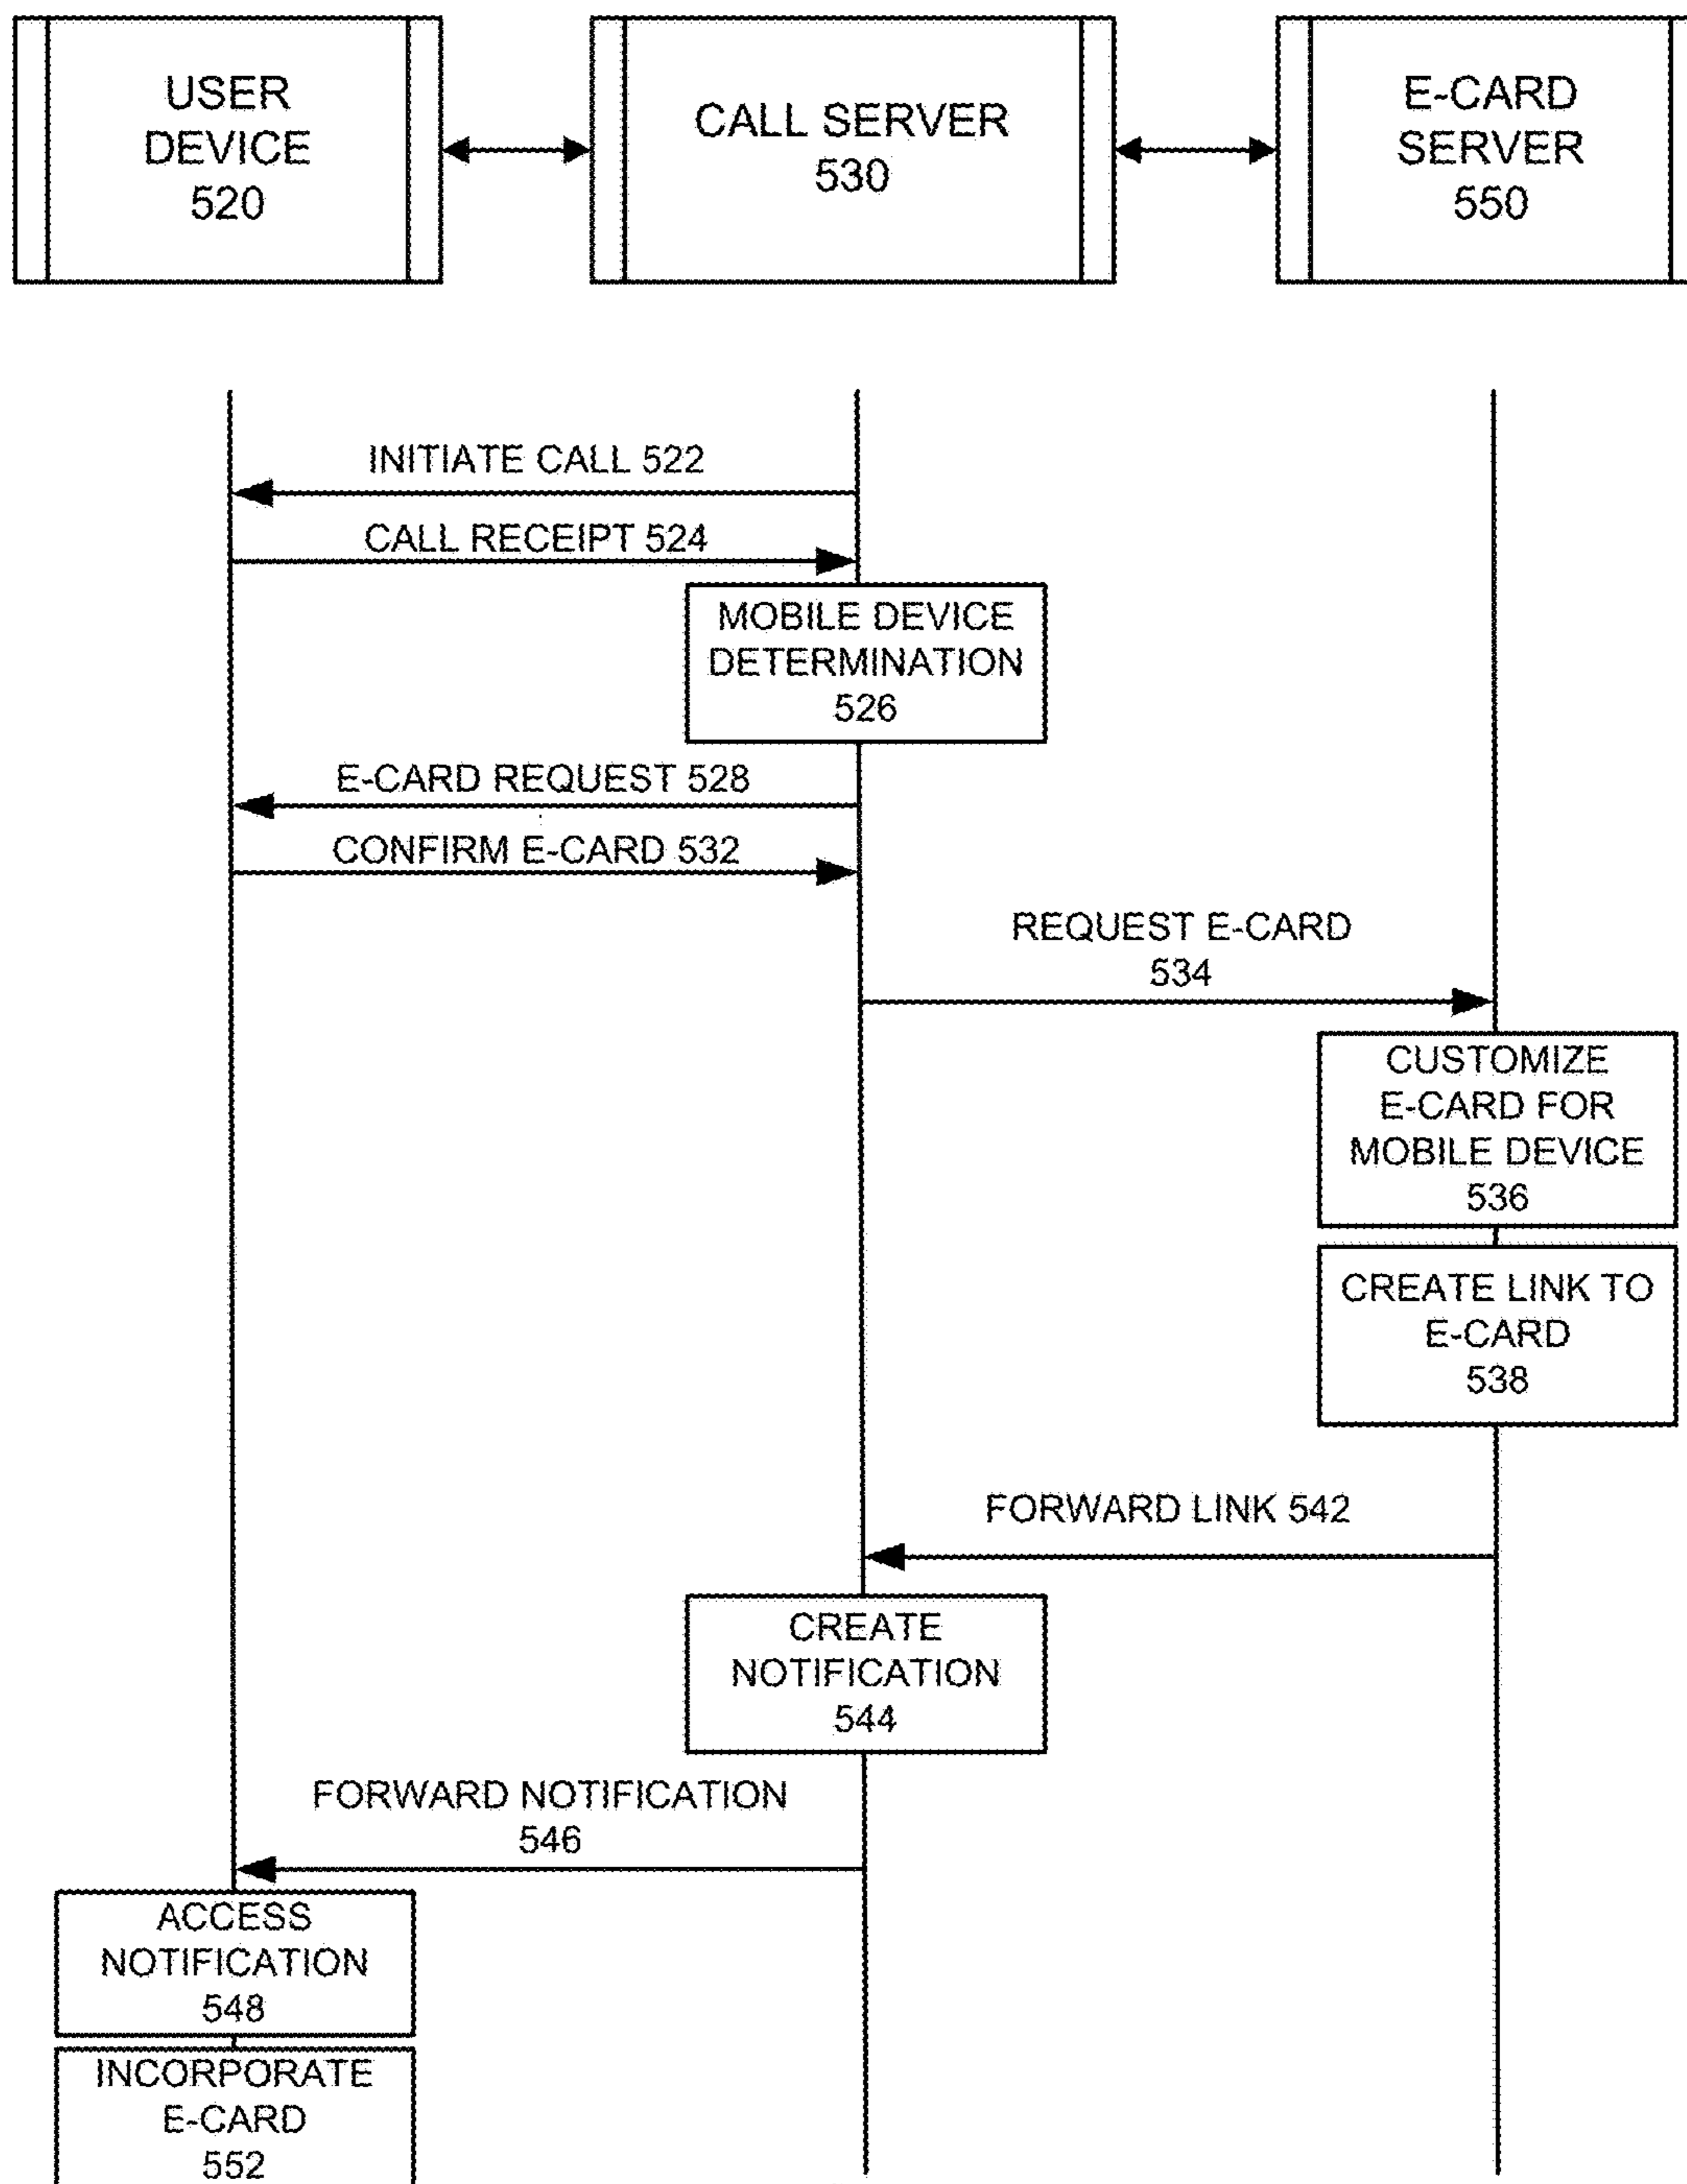 USER
DEVICE
520
CALL SERVER
530
E-CARD
SERVER
550
INITIATE CALL 522
CALL RECEIPT 524
MOBILE DEVICE
DETERMINATION
526
E-CARD REQUEST 528
CONFIRM E-CARD 532
REQUEST E-CARD
534
CUSTOMIZE
E-CARD FOR
MOBILE DEVICE
536
CREATE LINK TO
E-CARD
538
FORWARD LINK 542
CREATE
NOTIFICATION
544
FORWARD NOTIFICATION
546
ACCESS
NOTIFICATION
548
INCORPORATE
E-CARD
552